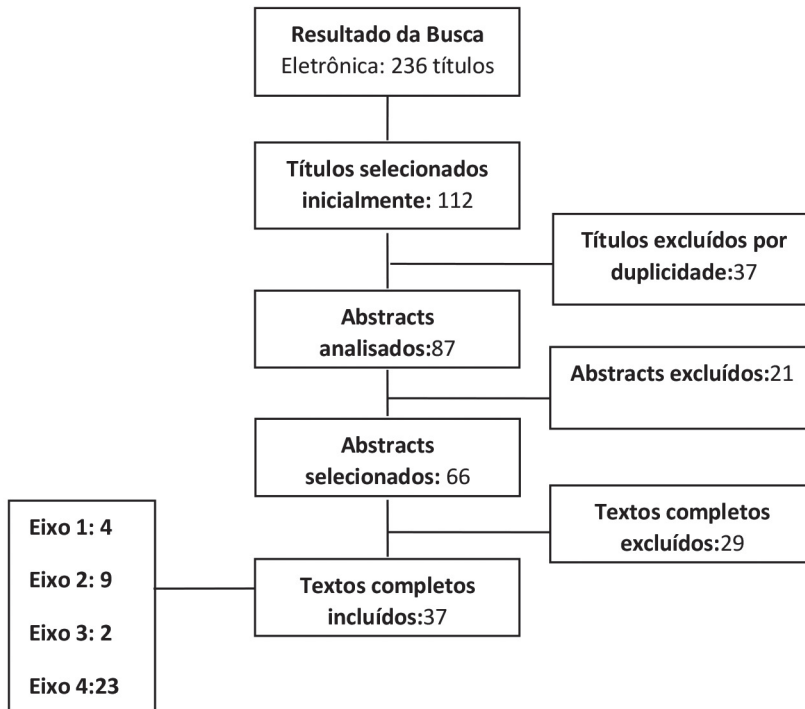 Resultado da Busca
Eletrônica: 236 títulos
Títulos selecionados
inicialmente: 112
Títulos excluídos por
duplicidade:37
Abstracts
analisados:87
Abstracts excluídos:21
Abstracts
selecionados: 66
Textos completos
excluídos:29
Textos completos
incluídos:37
Eixo 1: 4
Eixo 2: 9
Eixo 3: 2
Eixo 4:23